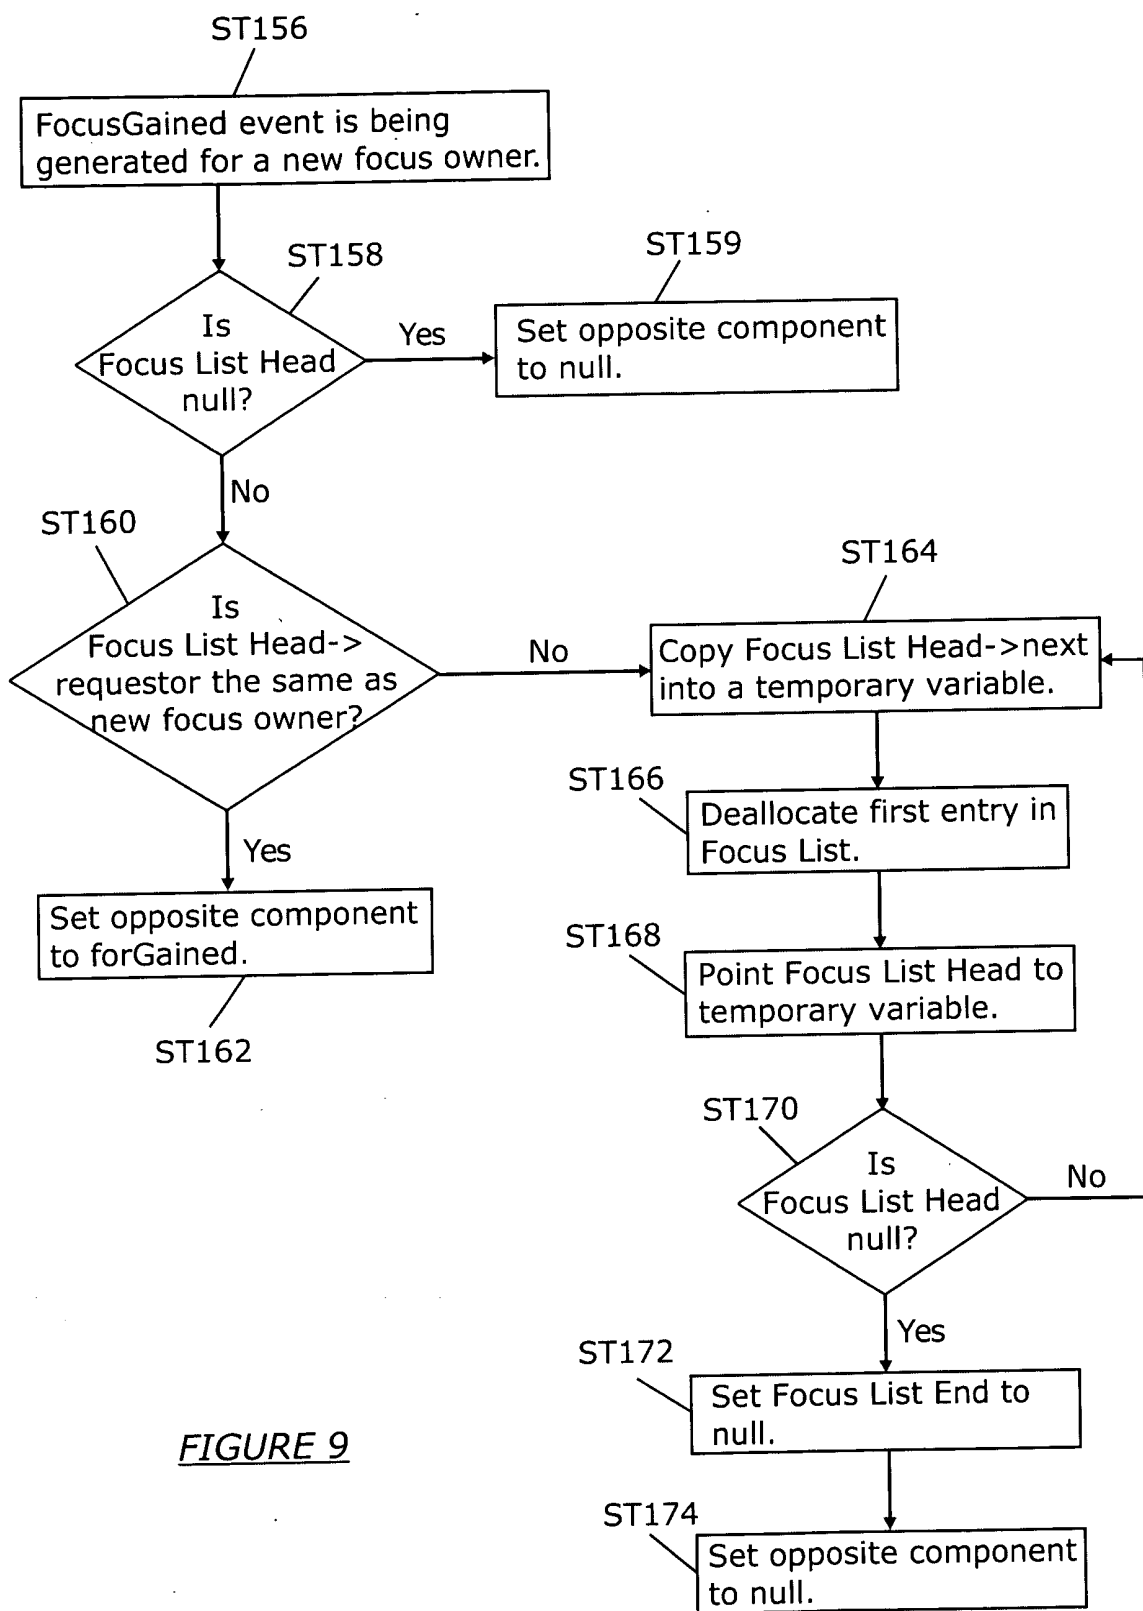 ST156
FocusGained event is being
generated for a new focus owner.
ST158
Is
Focus List Head
null?
Yes
ST159
Set opposite component
to null.
No
ST160
Is
Focus List Head->
requestor the same as
new focus owner?
No
ST164
Copy Focus List Head->next
into a temporary variable.
Yes
Set opposite component
to forGained.
ST162
ST166
Deallocate first entry in
Focus List.
ST168
Point Focus List Head to
temporary variable.
ST170
Is
Focus List Head
null?
No
Yes
ST172
Set Focus List End to
null.
ST174
Set opposite component
to null.
FIGURE 9